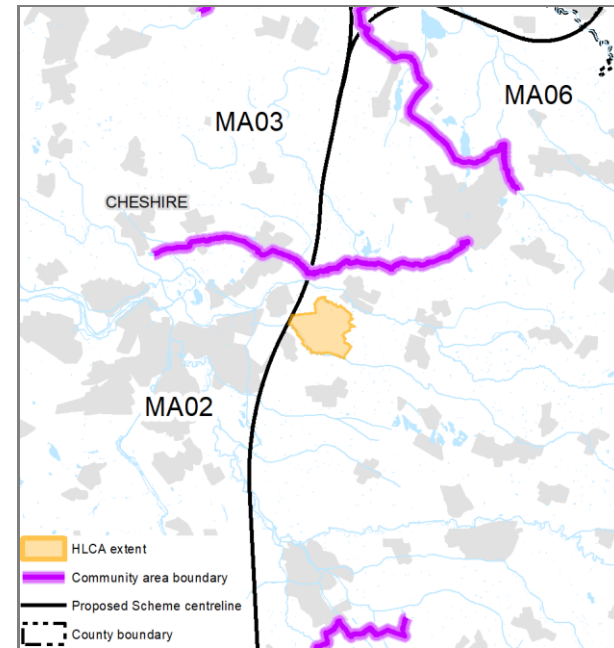 MA06
MA03
CHESHIRE
MA02
HLCA extent
Community area boundary
Proposed Scheme centreline
County boundary